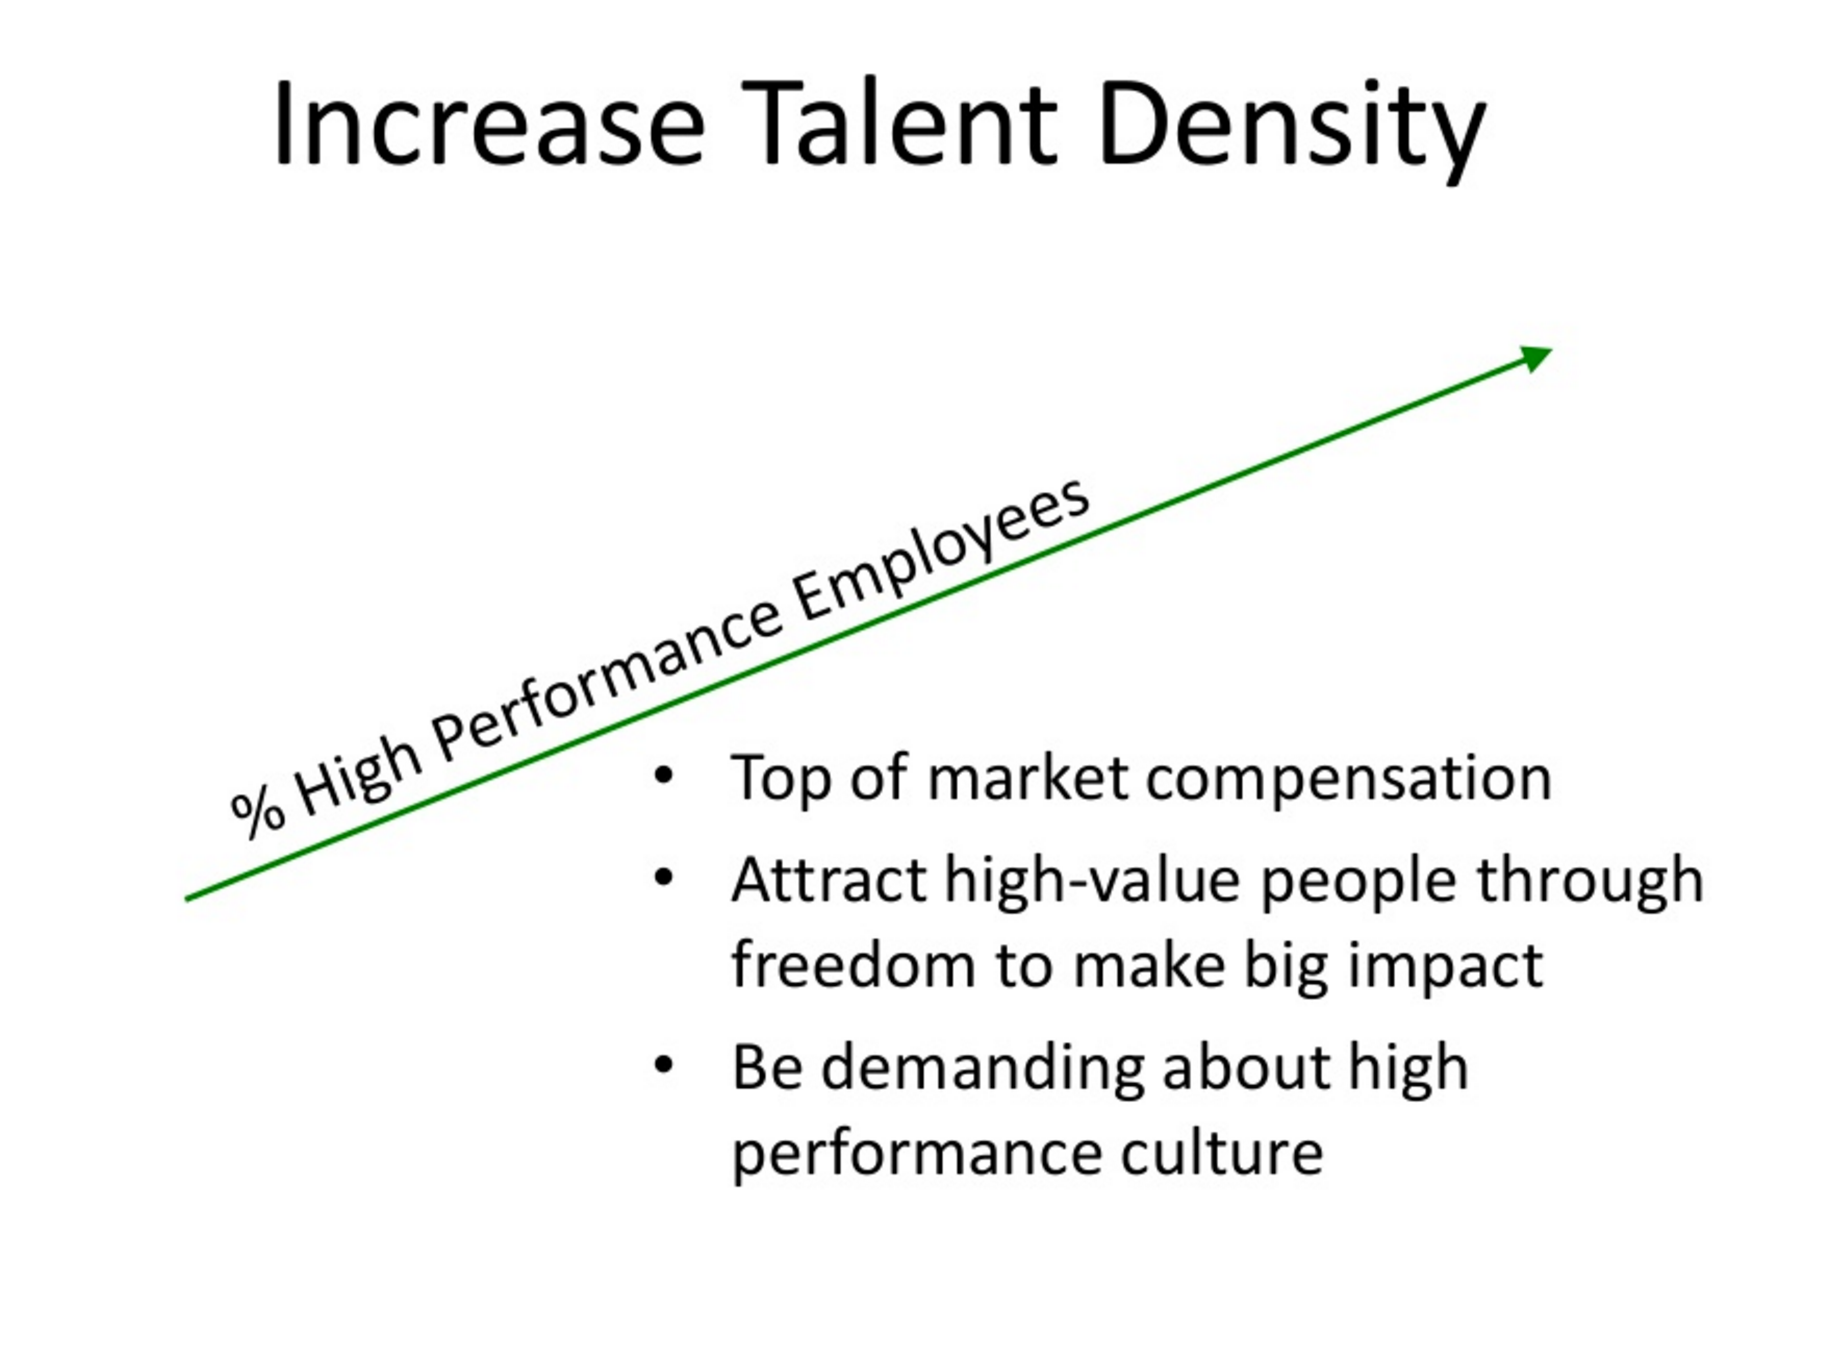 Increase Talent Density
% High Performance Employees
• Top of market compensation
• Attract high-value people through
freedom to make big impact
• Be demanding about high
performance culture